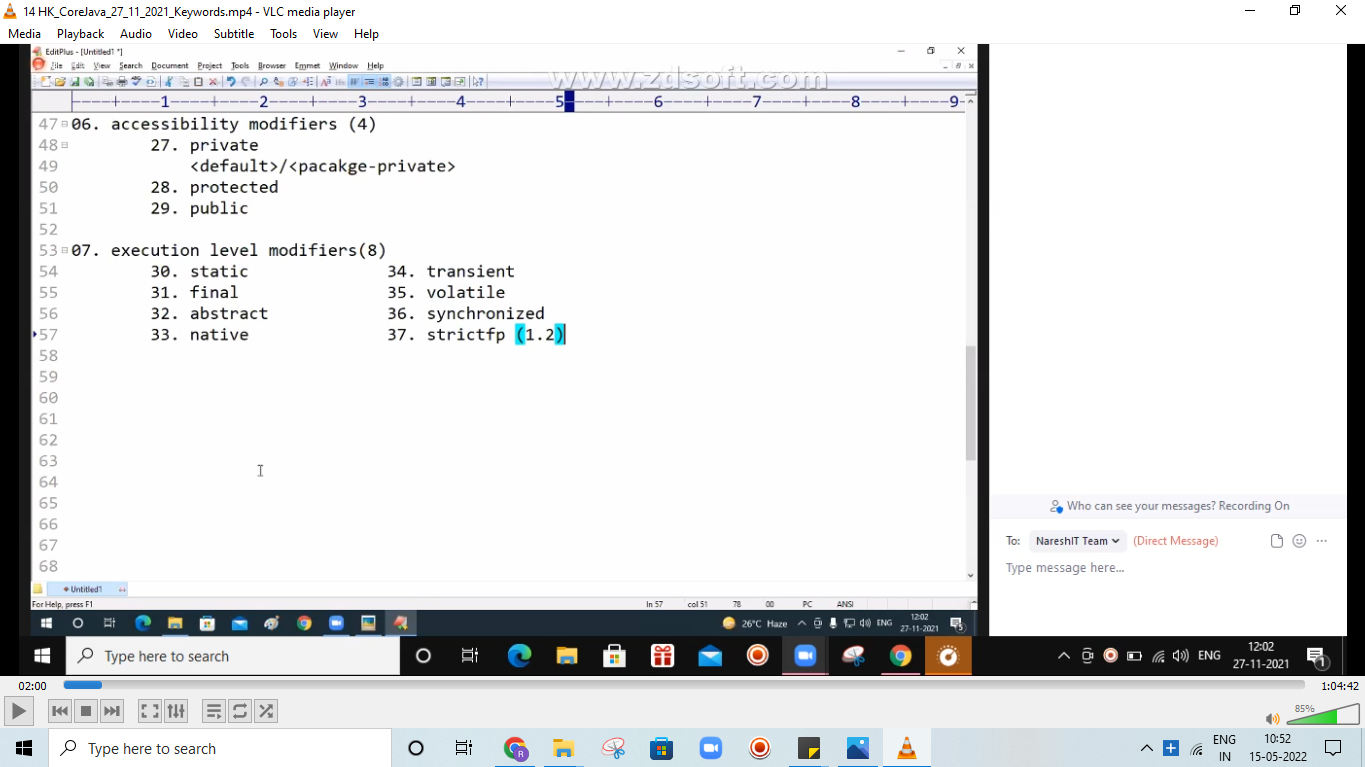 14 HK_CoreJava_27_11_2021_Keywords.mp4 - VLC media player
Media Playback Audio Video Subtitle Tools View Help
EditPlus - [Untitled1 *]
File Edit View Search Document Project Tools Browser Emmet Window Help
www.zdsoft.com
----+----1----+----2----+----3----+----4----+----5----+----6----+----7----+----8----+----9-
47 06. accessibility modifiers (4)
48 27. private
49 <default>/<pacakge-private>
50 28. protected
51 29. public
52
53 07. execution level modifiers(8)
54 30. static 34. transient
55 31. final 35. volatile
56 32. abstract 36. synchronized
57 33. native 37. strictfp (1.2)
58
59
60
61
62
63
64
65
66
67
68
Untitled1
For Help, press F1 ln 57 col 51 78 00 PC ANSI
26°C Haze ENG 12:02
27-11-2021 5
Who can see your messages? Recording On
To: NareshIT Team (Direct Message)
Type message here...
Type here to search ENG 12:02
27-11-2021 1
02:00 1:04:42
85%
Type here to search R ENG 10:52
IN 15-05-2022